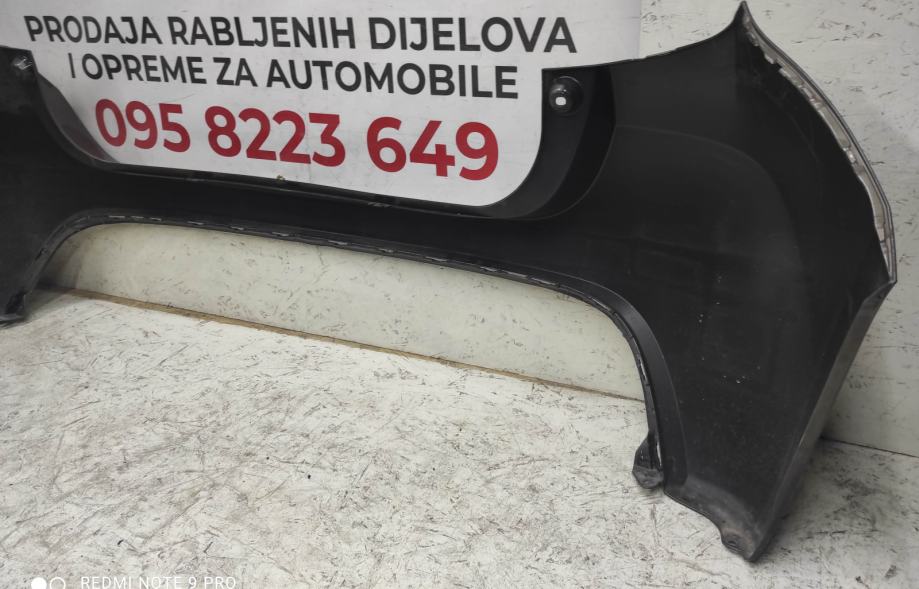 PRODAJA RABLJENIH DIJELOVA
I OPREME ZA AUTOMOBILE
095 8223 649
REDMI NOTE 9 PRO